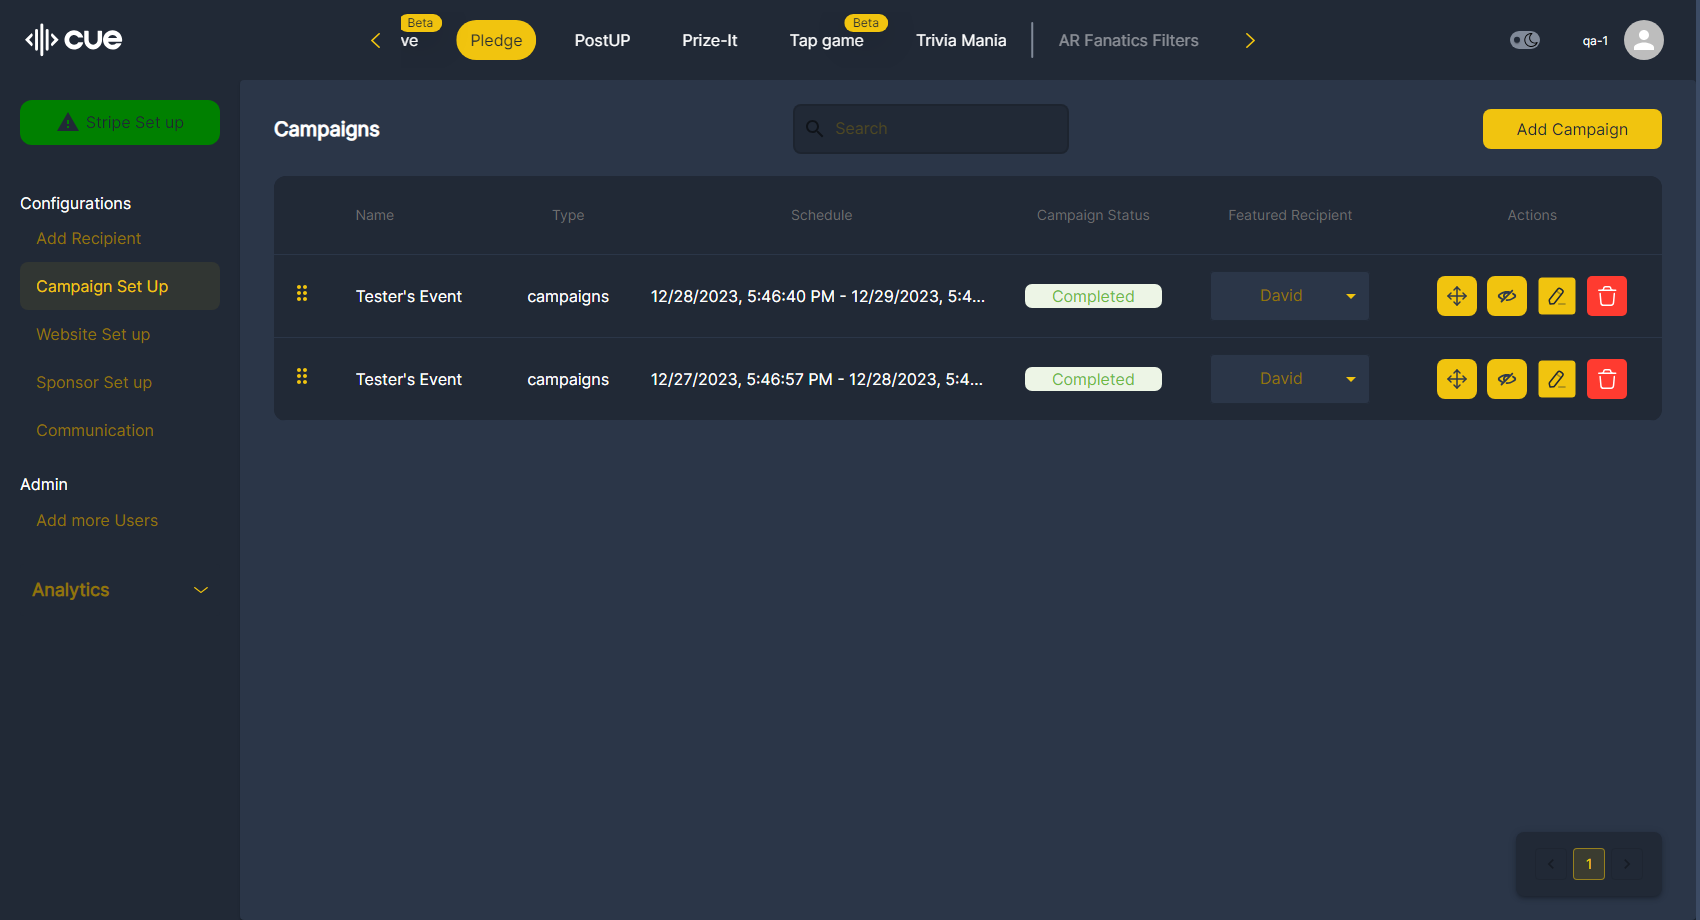 cue
Beta
ve
Pledge
PostUP
Prize-It
Tap game
Beta
Trivia Mania
AR Fanatics Filters
qa-1
Stripe Set up
Configurations
Add Recipient
Campaign Set Up
Website Set up
Sponsor Set up
Communication
Admin
Add more Users
Analytics
Campaigns
Search
Add Campaign
Name Type Schedule Campaign Status Featured Recipient Actions
Tester's Event campaigns 12/28/2023, 5:46:40 PM - 12/29/2023, 5:4... Completed David
Tester's Event campaigns 12/27/2023, 5:46:57 PM - 12/28/2023, 5:4... Completed David
1